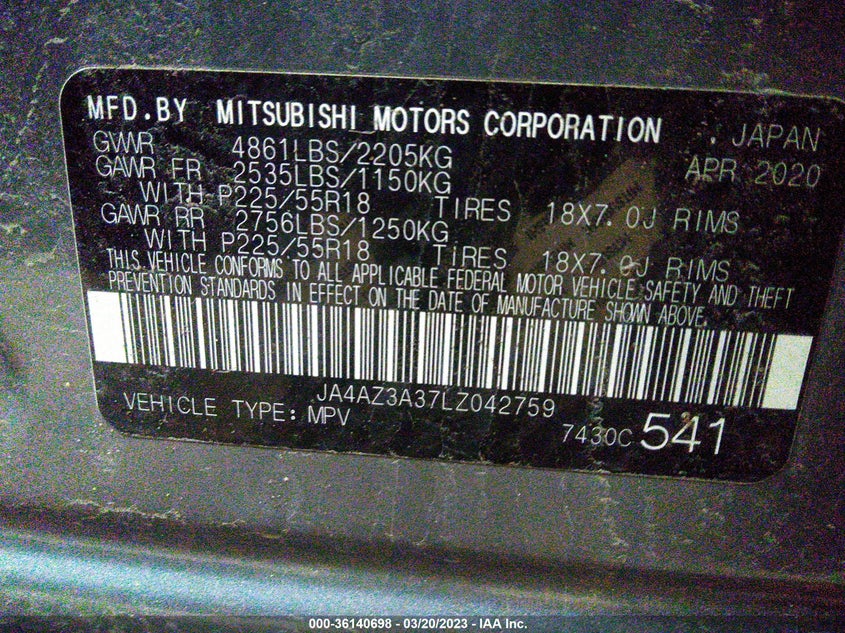 MFD.BY MITSUBISHI MOTORS CORPORATION JAPAN
GVWR 4861LBS/2205KG APR 2020
GAWR FR 2535LBS/1150KG
WITH P225/55R18 TIRES 18X7.0J RIMS
GAWR RR 2756LBS/1250KG
WITH P225/55R18 TIRES 18X7.0J RIMS
THIS VEHICLE CONFORMS TO ALL APPLICABLE FEDERAL MOTOR VEHICLE SAFETY AND THEFT
PREVENTION STANDARDS IN EFFECT ON THE DATE OF MANUFACTURE SHOWN ABOVE.
JA4AZ3A37LZ042759
VEHICLE TYPE: MPV 7430C 541
000-36140698 - 03/20/2023 - IAA Inc.